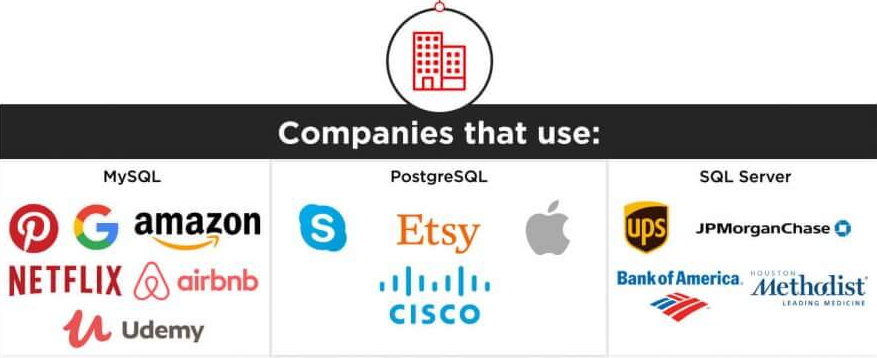 Companies that use:
MySQL
amazon
NETFLIX
airbnb
Udemy
PostgreSQL
S
Etsy
CISCO
SQL Server
ups
JPMorganChase
Bank of America
HOUSTON
Methodist
LEADING MEDICINE